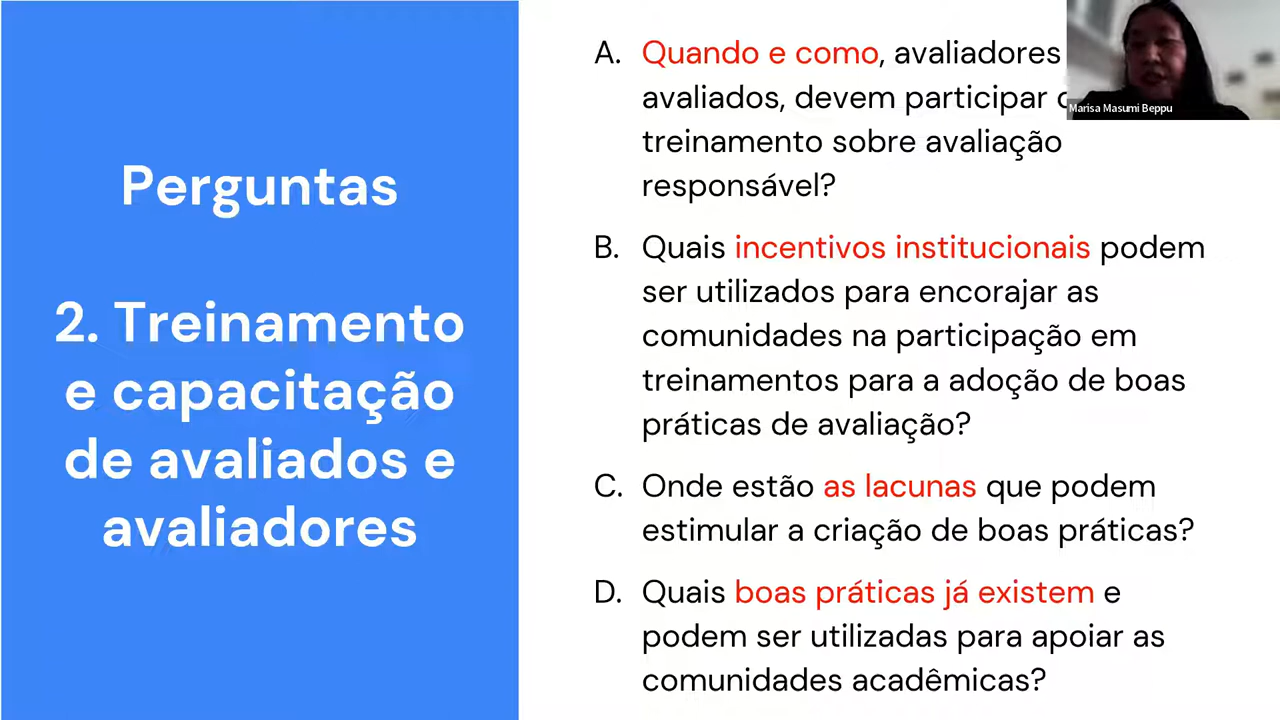 Perguntas
2. Treinamento
e capacitação
de avaliados e
avaliadores
A. Quando e como, avaliadores
avaliados, devem participar
treinamento sobre avaliação
responsável?
B. Quais incentivos institucionais podem
ser utilizados para encorajar as
comunidades na participação em
treinamentos para a adoção de boas
práticas de avaliação?
C. Onde estão as lacunas que podem
estimular a criação de boas práticas?
D. Quais boas práticas já existem e
podem ser utilizadas para apoiar as
comunidades acadêmicas?
Marisa Masumi Beppu